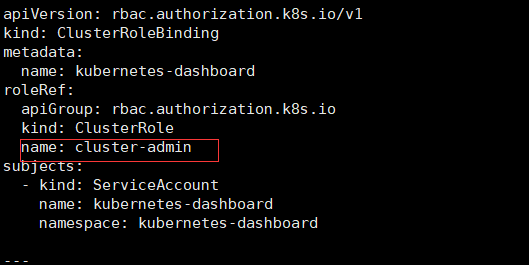 apiVersion: rbac.authorization.k8s.io/v1
kind: ClusterRoleBinding
metadata:
  name: kubernetes-dashboard
roleRef:
  apiGroup: rbac.authorization.k8s.io
  kind: ClusterRole
  name: cluster-admin
subjects:
  - kind: ServiceAccount
    name: kubernetes-dashboard
    namespace: kubernetes-dashboard

---